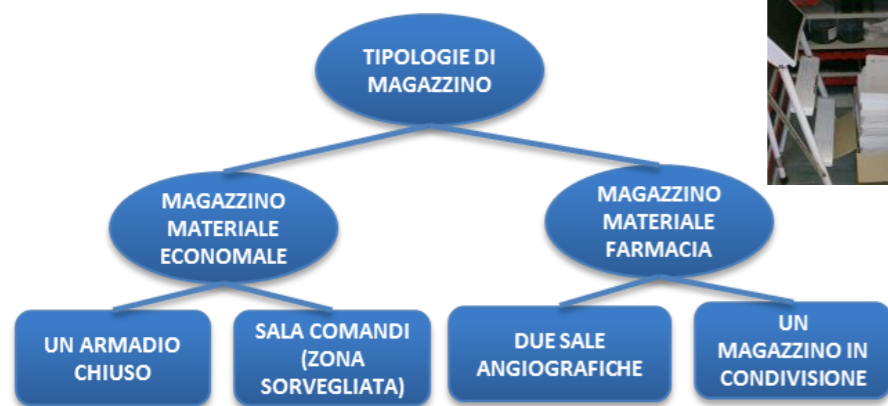 TIPOLOGIE DI
MAGAZZINO
MAGAZZINO
MATERIALE
ECONOMALE
MAGAZZINO
MATERIALE
FARMACIA
UN ARMADIO
CHIUSO
SALA COMANDI
(ZONA
SORVEGLIATA)
DUE SALE
ANGIOGRAFICHE
UN
MAGAZZINO IN
CONDIVISIONE